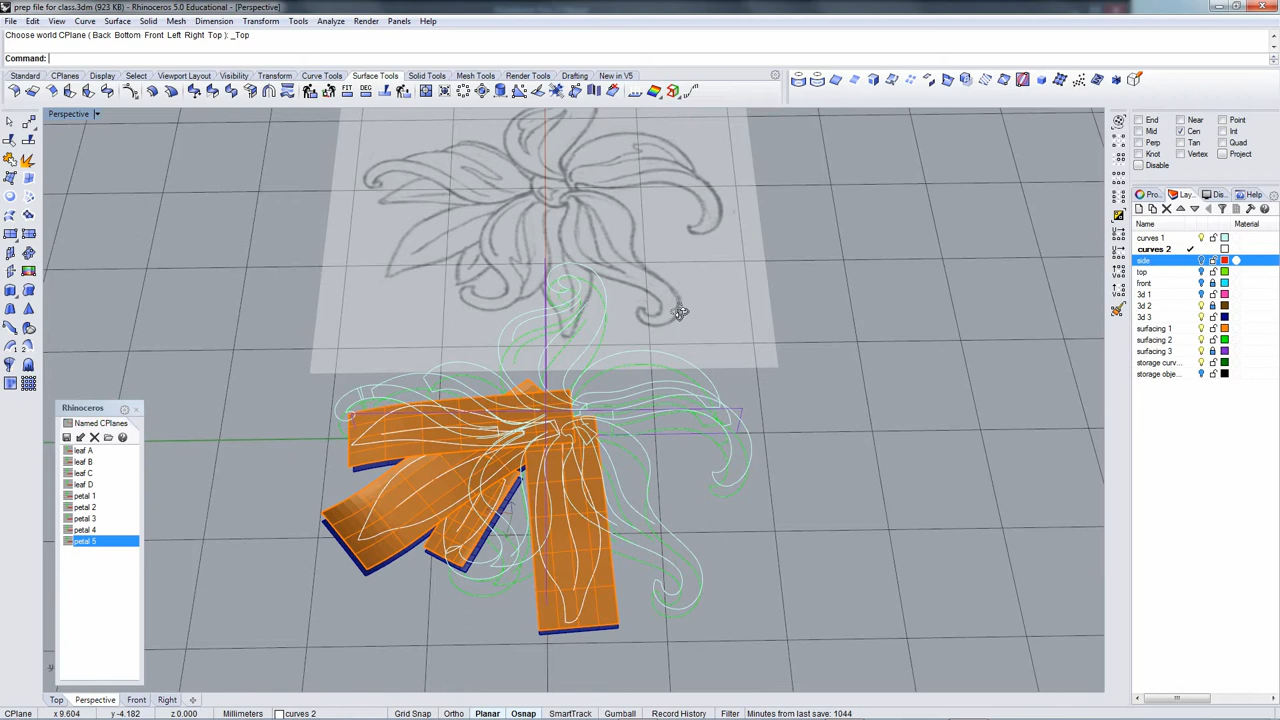 prep file for class.3dm (923 KB) - Rhinoceros 5.0 Educational - [Perspective]
File Edit View Curve Surface Solid Mesh Dimension Transform Tools Analyze Render Panels Help
Choose world CPlane ( Back Bottom Front Left Right Top ): _Top
Command:
Standard CPlanes Display Select Viewport Layout Visibility Transform Curve Tools Surface Tools Solid Tools Mesh Tools Render Tools Drafting New in V5
FIT DEG
Perspective
End Near Point
Mid Cen Int
Perp Tan Quad
Knot Vertex Project
Disable
Pro... Lay... Dis... Help
Name Material
curves 1
curves 2
side
top
front
3d 1
3d 2
3d 3
surfacing 1
surfacing 2
surfacing 3
storage curv...
storage obje...
Rhinoceros
Named CPlanes
leaf A
leaf B
leaf C
leaf D
petal 1
petal 2
petal 3
petal 4
petal 5
Top Perspective Front Right
CPlane x 9.604 y -4.182 z 0.000 Millimeters curves 2 Grid Snap Ortho Planar Osnap SmartTrack Gumball Record History Filter Minutes from last save: 1044